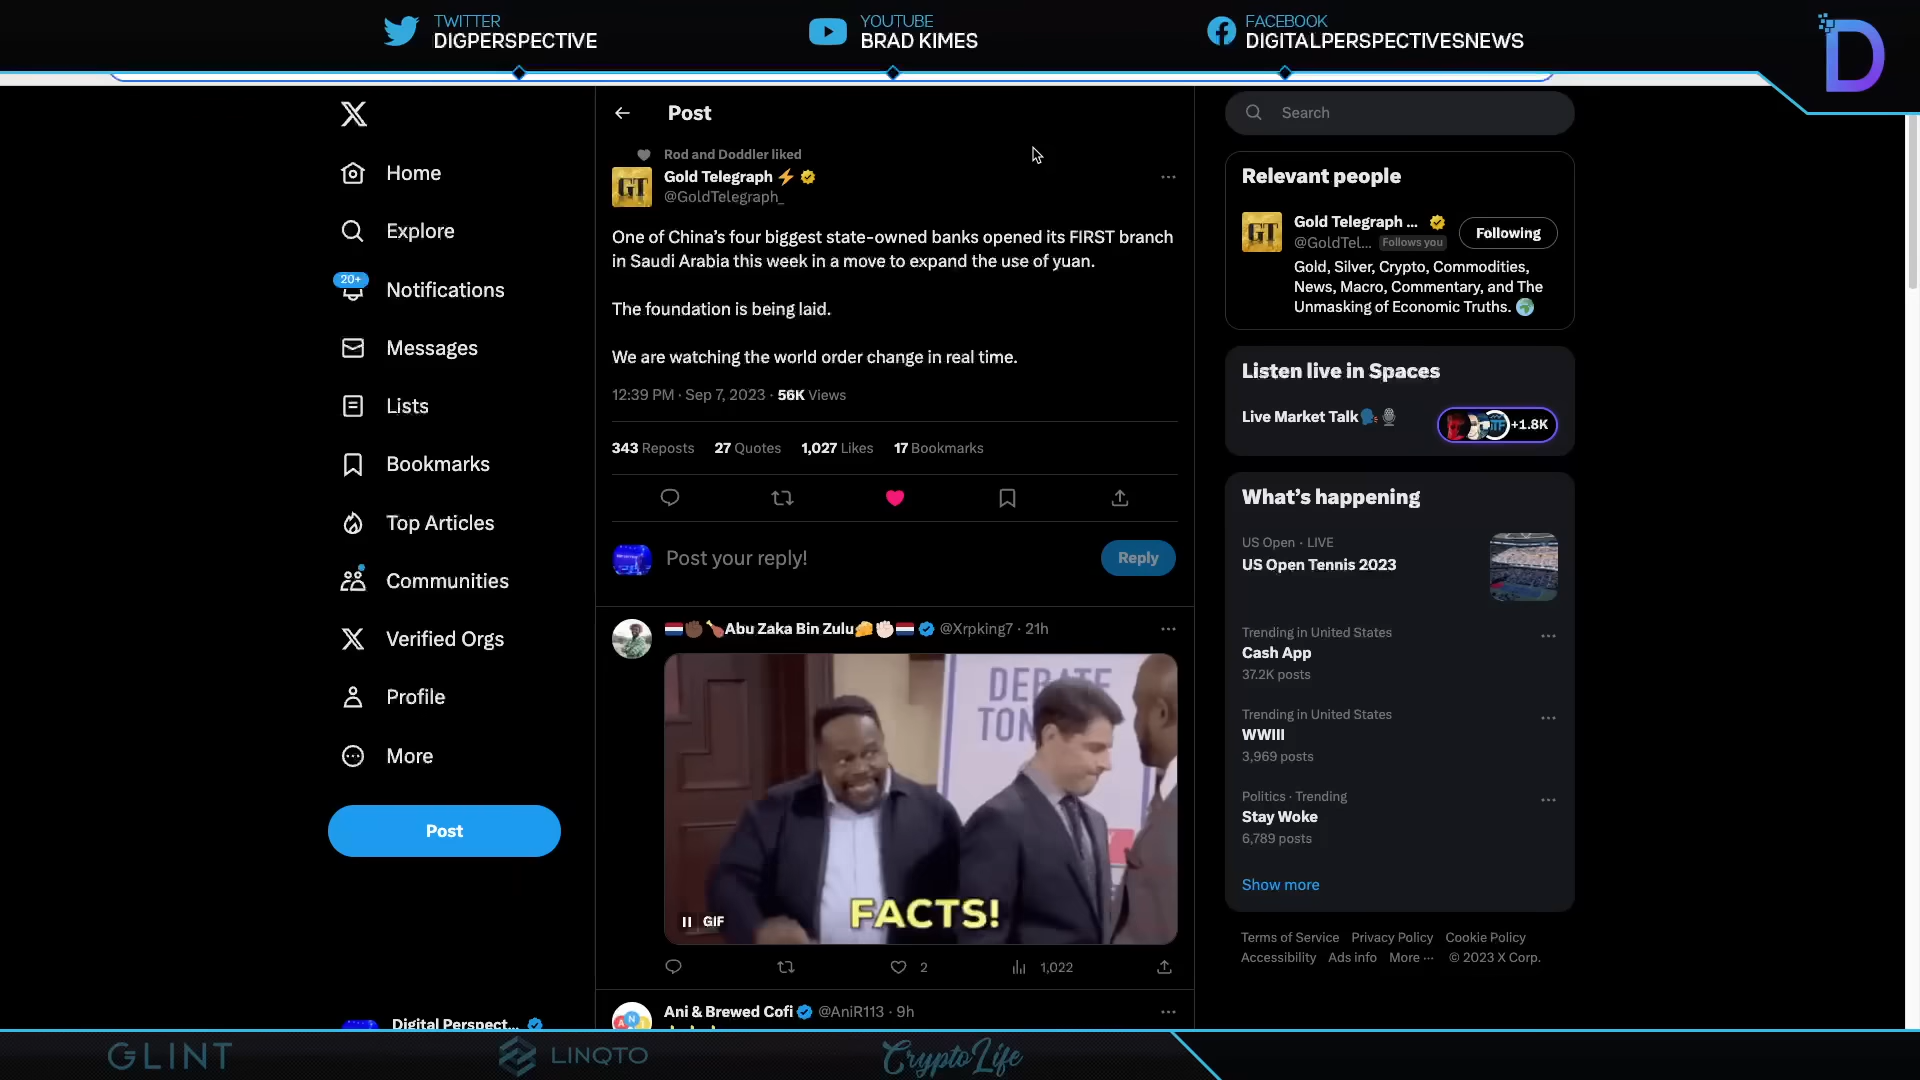 TWITTER
DIGPERSPECTIVE
YOUTUBE
BRAD KIMES
FACEBOOK
DIGITALPERSPECTIVESNEWS
D
X
Home
Explore
20+
Notifications
Messages
Lists
Bookmarks
Top Articles
Communities
Verified Orgs
Profile
More
Post
Digital Perspect...
Post
Rod and Doddler liked
GT
Gold Telegraph ⚡
@GoldTelegraph_
One of China’s four biggest state-owned banks opened its FIRST branch
in Saudi Arabia this week in a move to expand the use of yuan.
The foundation is being laid.
We are watching the world order change in real time.
12:39 PM · Sep 7, 2023 · 56K Views
343 Reposts 27 Quotes 1,027 Likes 17 Bookmarks
Post your reply!
Reply
Abu Zaka Bin Zulu @Xrpking7 · 21h
DEBATE
TON
FACTS!
GIF
2
1,022
Ani & Brewed Cofi @AniR113 · 9h
Search
Relevant people
GT
Gold Telegraph ...
@GoldTel... Follows you
Following
Gold, Silver, Crypto, Commodities,
News, Macro, Commentary, and The
Unmasking of Economic Truths.
Listen live in Spaces
Live Market Talk
+1.8K
What’s happening
US Open · LIVE
US Open Tennis 2023
Trending in United States
Cash App
37.2K posts
Trending in United States
WWIII
3,969 posts
Politics · Trending
Stay Woke
6,789 posts
Show more
Terms of Service Privacy Policy Cookie Policy
Accessibility Ads info More ··· © 2023 X Corp.
GLINT
LINQTO
CryptoLife